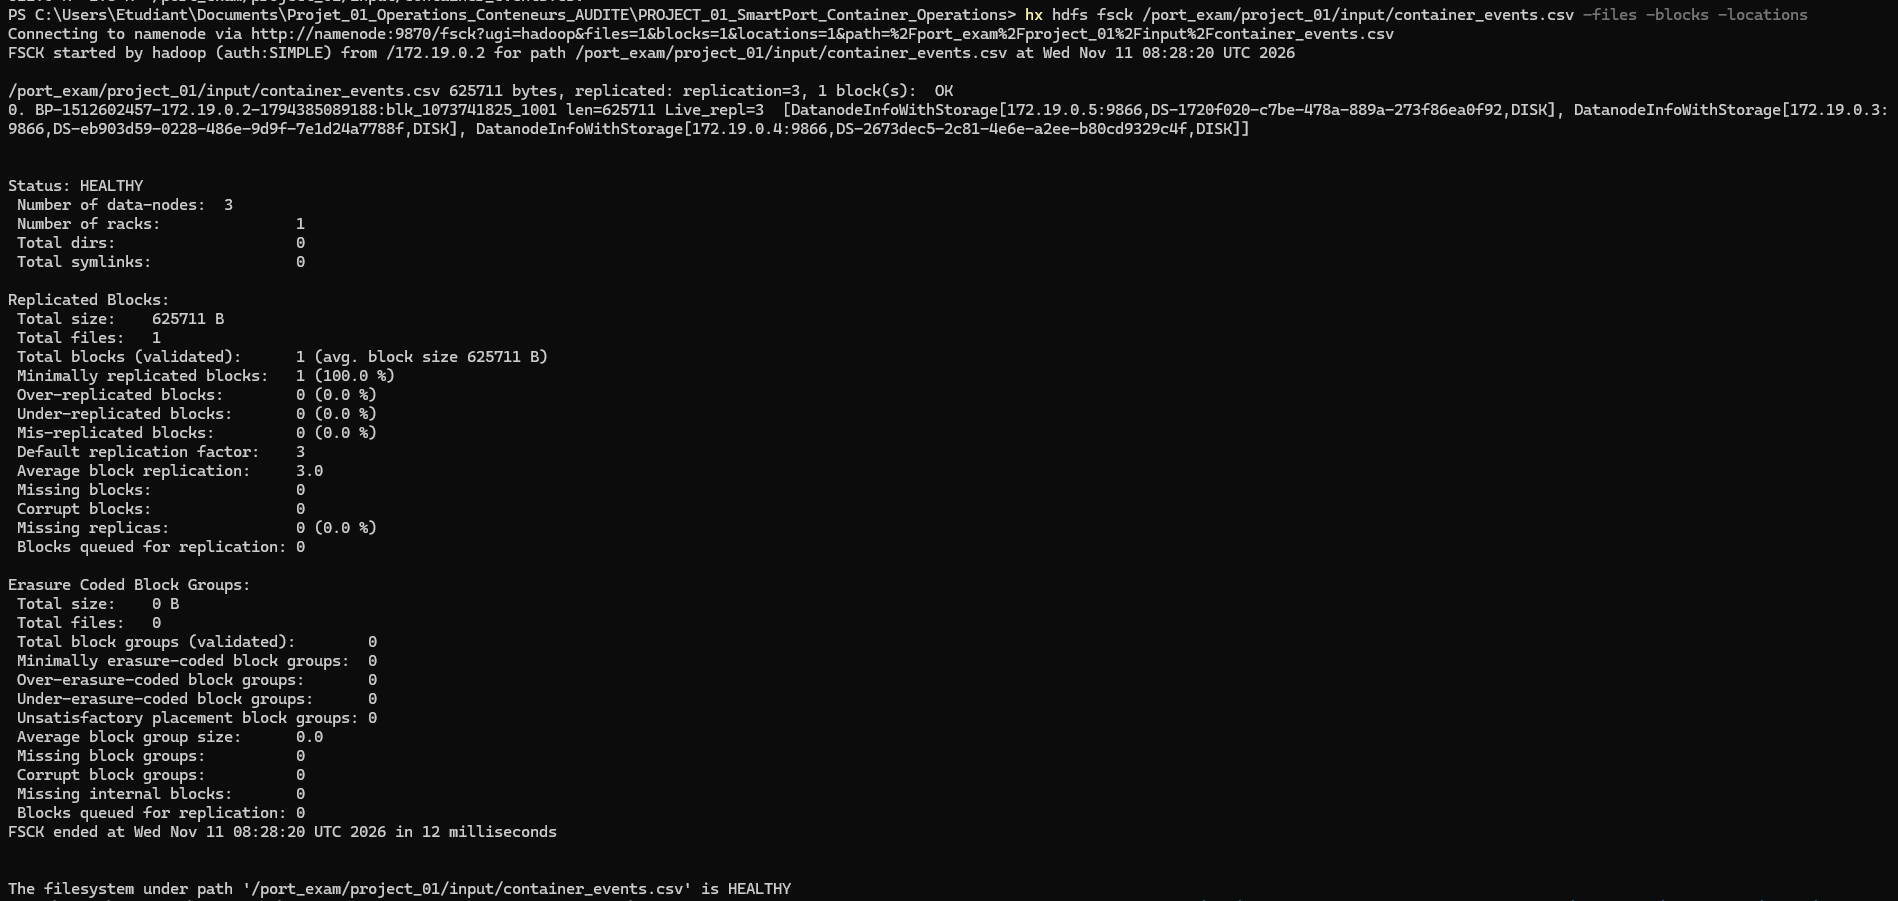 PS C:\Users\Etudiant\Documents\Projet_01_Operations_Conteneurs_AUDITE\PROJECT_01_SmartPort_Container_Operations> hx hdfs fsck /port_exam/project_01/input/container_events.csv -files -blocks -locations
Connecting to namenode via http://namenode:9870/fsck?ugi=hadoop&files=1&blocks=1&locations=1&path=%2Fport_exam%2Fproject_01%2Finput%2Fcontainer_events.csv
FSCK started by hadoop (auth:SIMPLE) from /172.19.0.2 for path /port_exam/project_01/input/container_events.csv at Wed Nov 11 08:28:20 UTC 2026
/port_exam/project_01/input/container_events.csv 625711 bytes, replicated: replication=3, 1 block(s):  OK
0. BP-1512602457-172.19.0.2-1794385089188:blk_1073741825_1001 len=625711 Live_repl=3  [DatanodeInfoWithStorage[172.19.0.5:9866,DS-1720f020-c7be-478a-889a-273f86ea0f92,DISK], DatanodeInfoWithStorage[172.19.0.3:
9866,DS-eb903d59-0228-486e-9d9f-7e1d24a7788f,DISK], DatanodeInfoWithStorage[172.19.0.4:9866,DS-2673dec5-2c81-4e6e-a2ee-b80cd9329c4f,DISK]]
Status: HEALTHY
Number of data-nodes:  3
Number of racks:               1
Total dirs:                    0
Total symlinks:                0
Replicated Blocks:
Total size:    625711 B
Total files:   1
Total blocks (validated):      1 (avg. block size 625711 B)
Minimally replicated blocks:   1 (100.0 %)
Over-replicated blocks:        0 (0.0 %)
Under-replicated blocks:       0 (0.0 %)
Mis-replicated blocks:         0 (0.0 %)
Default replication factor:    3
Average block replication:     3.0
Missing blocks:                0
Corrupt blocks:                0
Missing replicas:              0 (0.0 %)
Blocks queued for replication: 0
Erasure Coded Block Groups:
Total size:    0 B
Total files:   0
Total block groups (validated):        0
Minimally erasure-coded block groups:  0
Over-erasure-coded block groups:       0
Under-erasure-coded block groups:      0
Unsatisfactory placement block groups: 0
Average block group size:      0.0
Missing block groups:          0
Corrupt block groups:          0
Missing internal blocks:       0
Blocks queued for replication: 0
FSCK ended at Wed Nov 11 08:28:20 UTC 2026 in 12 milliseconds
The filesystem under path '/port_exam/project_01/input/container_events.csv' is HEALTHY